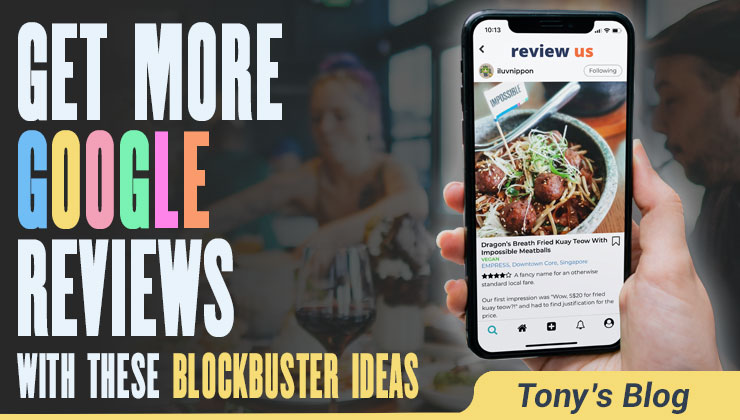 GET MORE
GOOGLE
REVIEWS
WITH THESE BLOCKBUSTER IDEAS
10:13
review us
iluvnippon
Following
IMPOSSIBLE
Dragon's Breath Fried Kuay Teow With
Impossible Meatballs
VEGAN
EMPRESS, Downtown Core, Singapore
★★★★☆ A fancy name for an otherwise
standard local fare.
Our first impression was "Wow, S$20 for fried
kuay teow?!" and had to find justification for the
price.
Tony's Blog